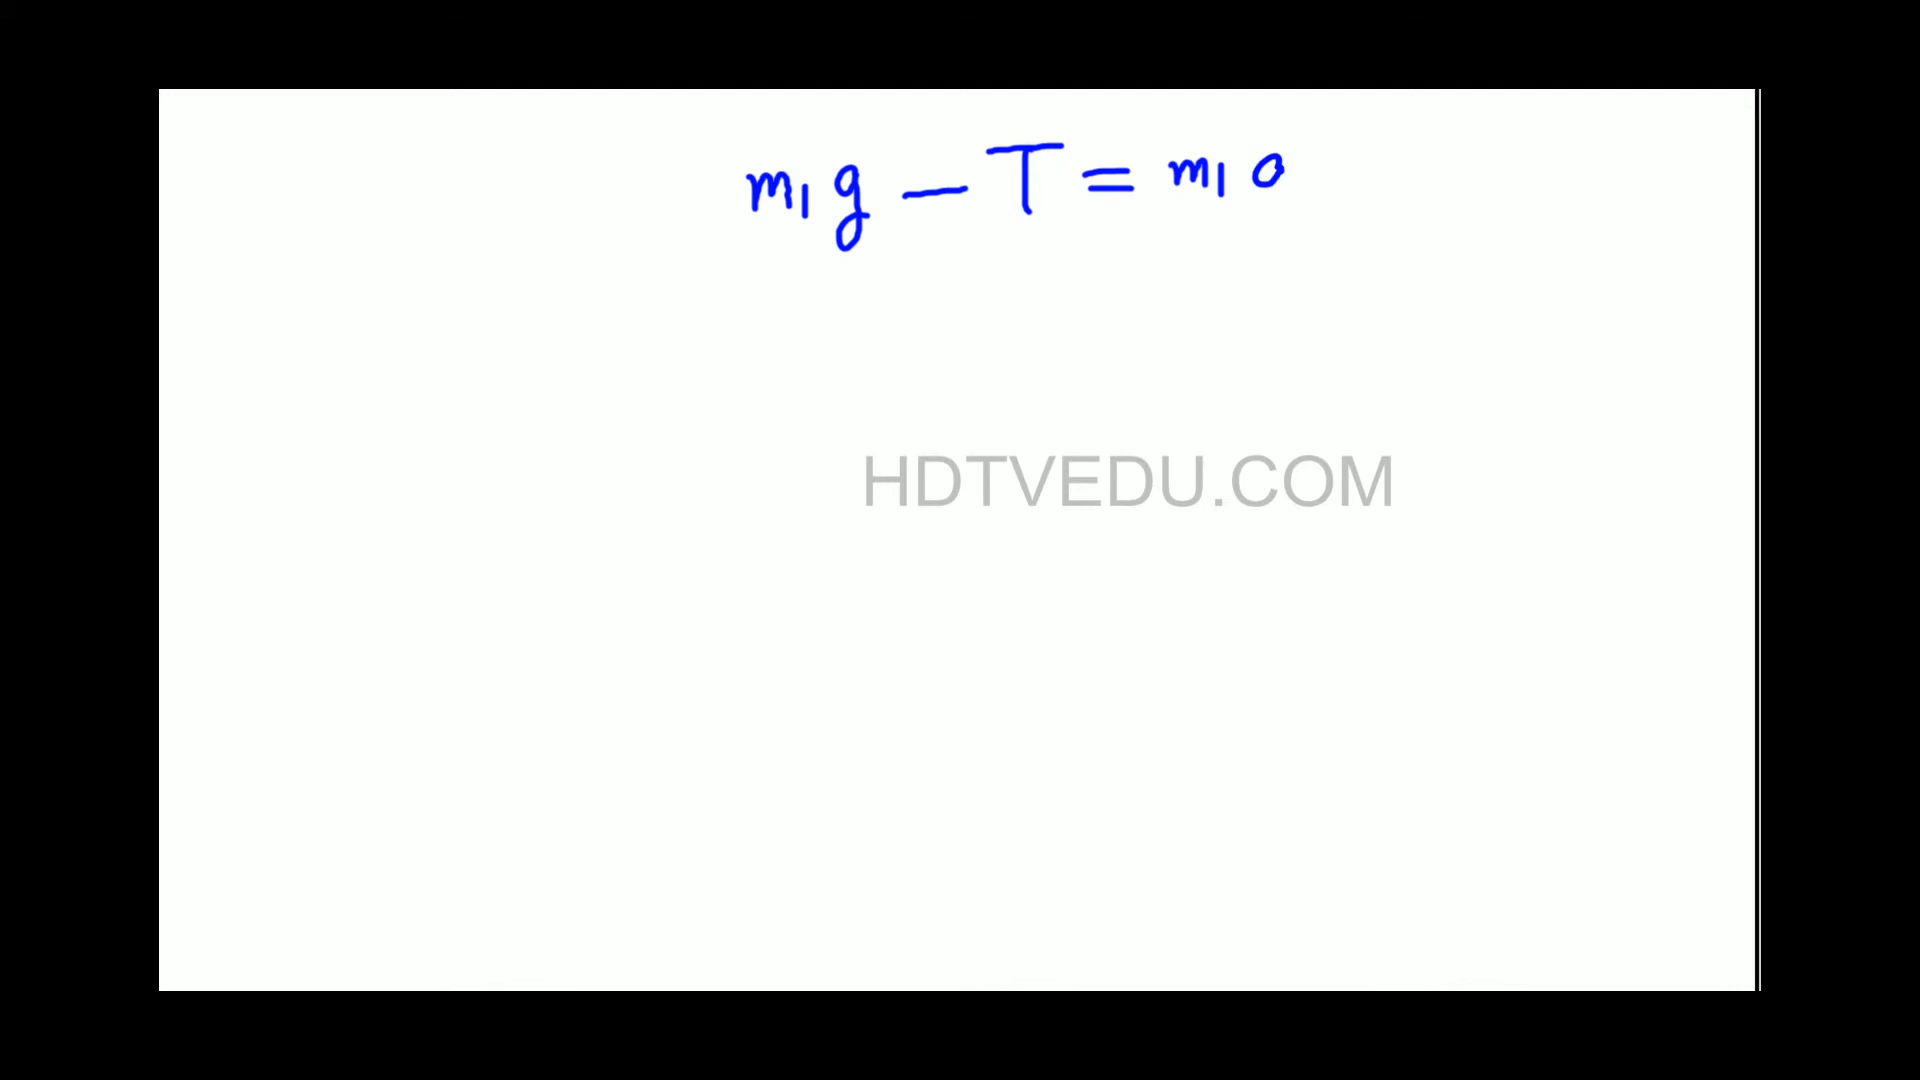 m₁g — T = m₁a
HDTVEDU.COM